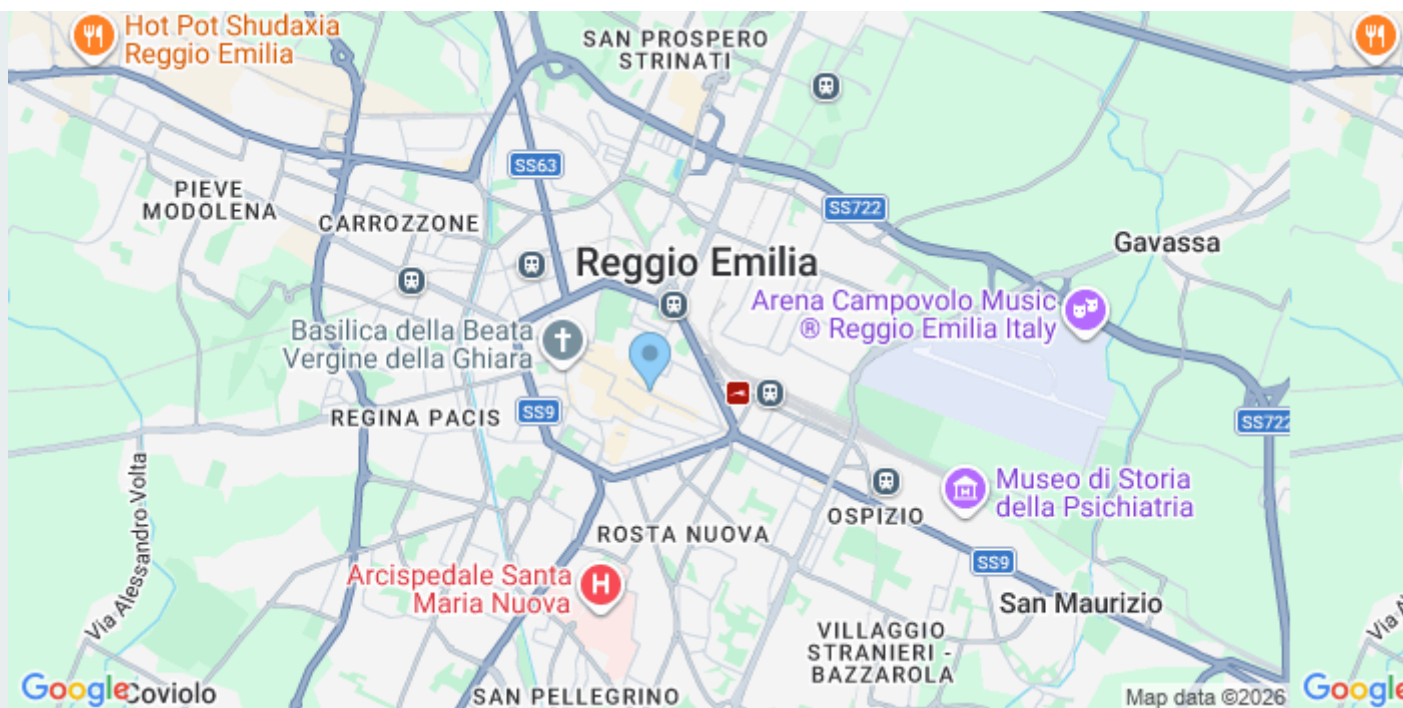 Hot Pot Shudaxia
Reggio Emilia
SAN PROSPERO
STRINATI
SS63
PIEVE
MODOLENA
CARROZZONE
SS722
Gavassa
Reggio Emilia
Arena Campovolo Music
® Reggio Emilia Italy
Basilica della Beata
Vergine della Ghiara
REGINA PACIS
SS9
SS722
Via Alessandro Volta
Museo di Storia
della Psichiatria
OSPIZIO
ROSTA NUOVA
SS9
Arcispedale Santa
Maria Nuova
H
San Maurizio
VILLAGGIO
STRANIERI -
BAZZAROLA
Via A
Google
Coviolo
SAN PELLEGRINO
Map data ©2026
Google